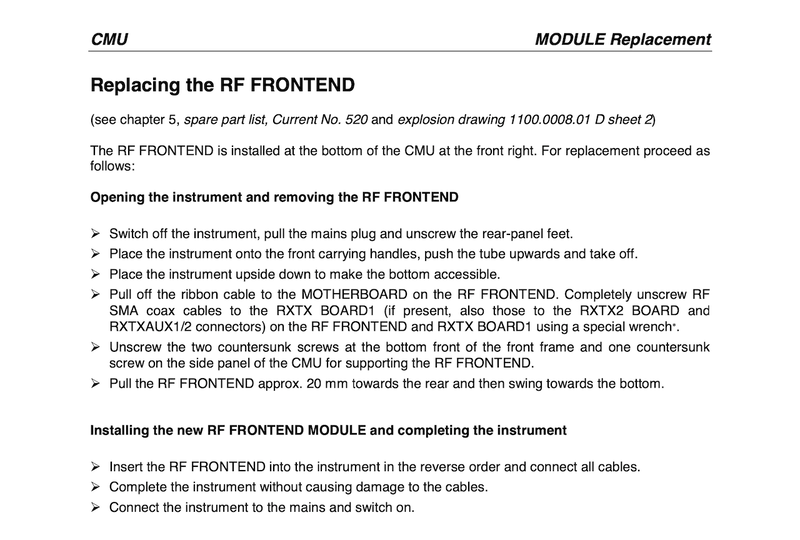 CMU MODULE Replacement
Replacing the RF FRONTEND
(see chapter 5, spare part list, Current No. 520 and explosion drawing 1100.0008.01 D sheet 2)
The RF FRONTEND is installed at the bottom of the CMU at the front right. For replacement proceed as
follows:
Opening the instrument and removing the RF FRONTEND
➢ Switch off the instrument, pull the mains plug and unscrew the rear-panel feet.
➢ Place the instrument onto the front carrying handles, push the tube upwards and take off.
➢ Place the instrument upside down to make the bottom accessible.
➢ Pull off the ribbon cable to the MOTHERBOARD on the RF FRONTEND. Completely unscrew RF
SMA coax cables to the RXTX BOARD1 (if present, also those to the RXTX2 BOARD and
RXTXAUX1/2 connectors) on the RF FRONTEND and RXTX BOARD1 using a special wrench*.
➢ Unscrew the two countersunk screws at the bottom front of the front frame and one countersunk
screw on the side panel of the CMU for supporting the RF FRONTEND.
➢ Pull the RF FRONTEND approx. 20 mm towards the rear and then swing towards the bottom.
Installing the new RF FRONTEND MODULE and completing the instrument
➢ Insert the RF FRONTEND into the instrument in the reverse order and connect all cables.
➢ Complete the instrument without causing damage to the cables.
➢ Connect the instrument to the mains and switch on.